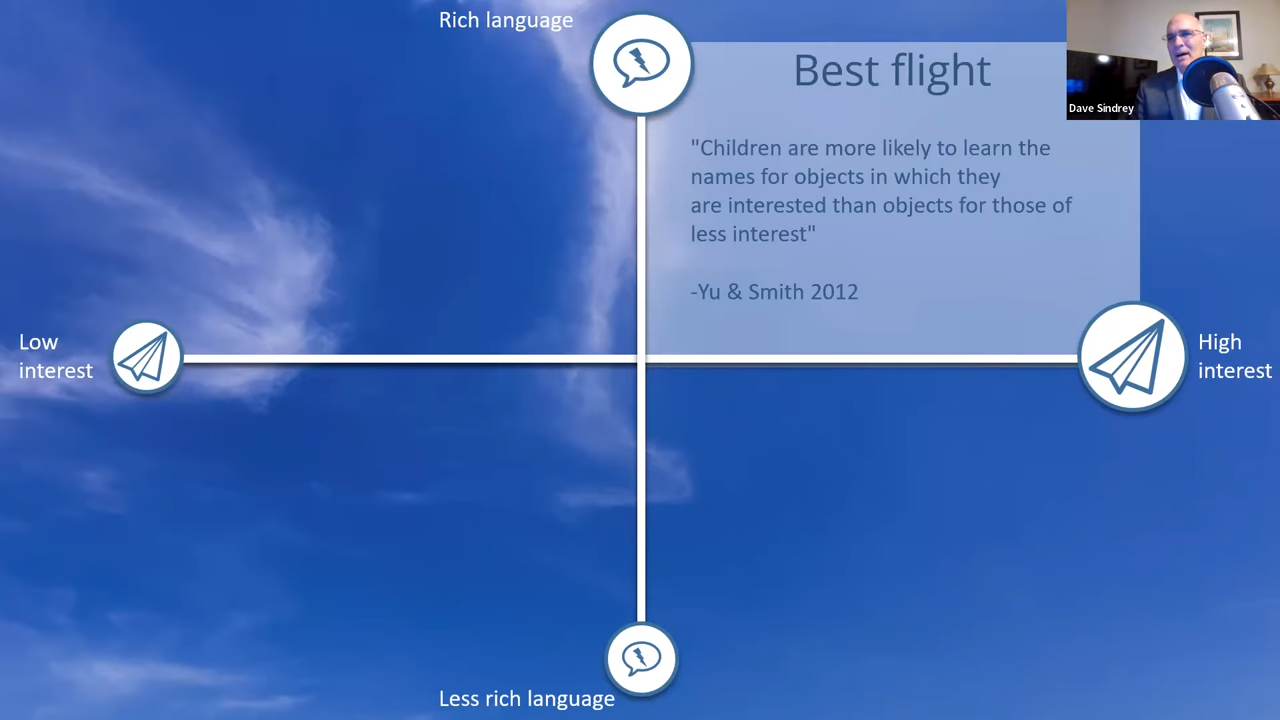 Rich language
Best flight
Dave Sindrey
"Children are more likely to learn the
names for objects in which they
are interested than objects for those of
less interest"
-Yu & Smith 2012
Low
interest
High
interest
Less rich language